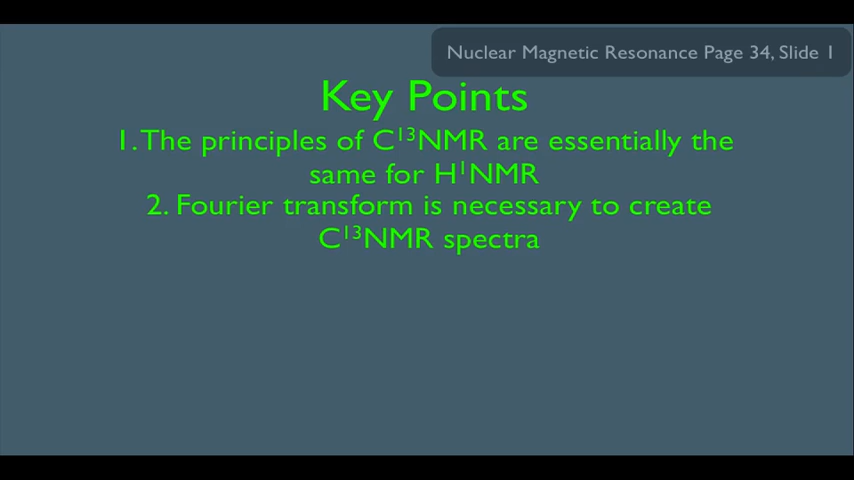 Nuclear Magnetic Resonance Page 34, Slide 1
Key Points
1. The principles of C¹³NMR are essentially the
same for H¹NMR
2. Fourier transform is necessary to create
C¹³NMR spectra